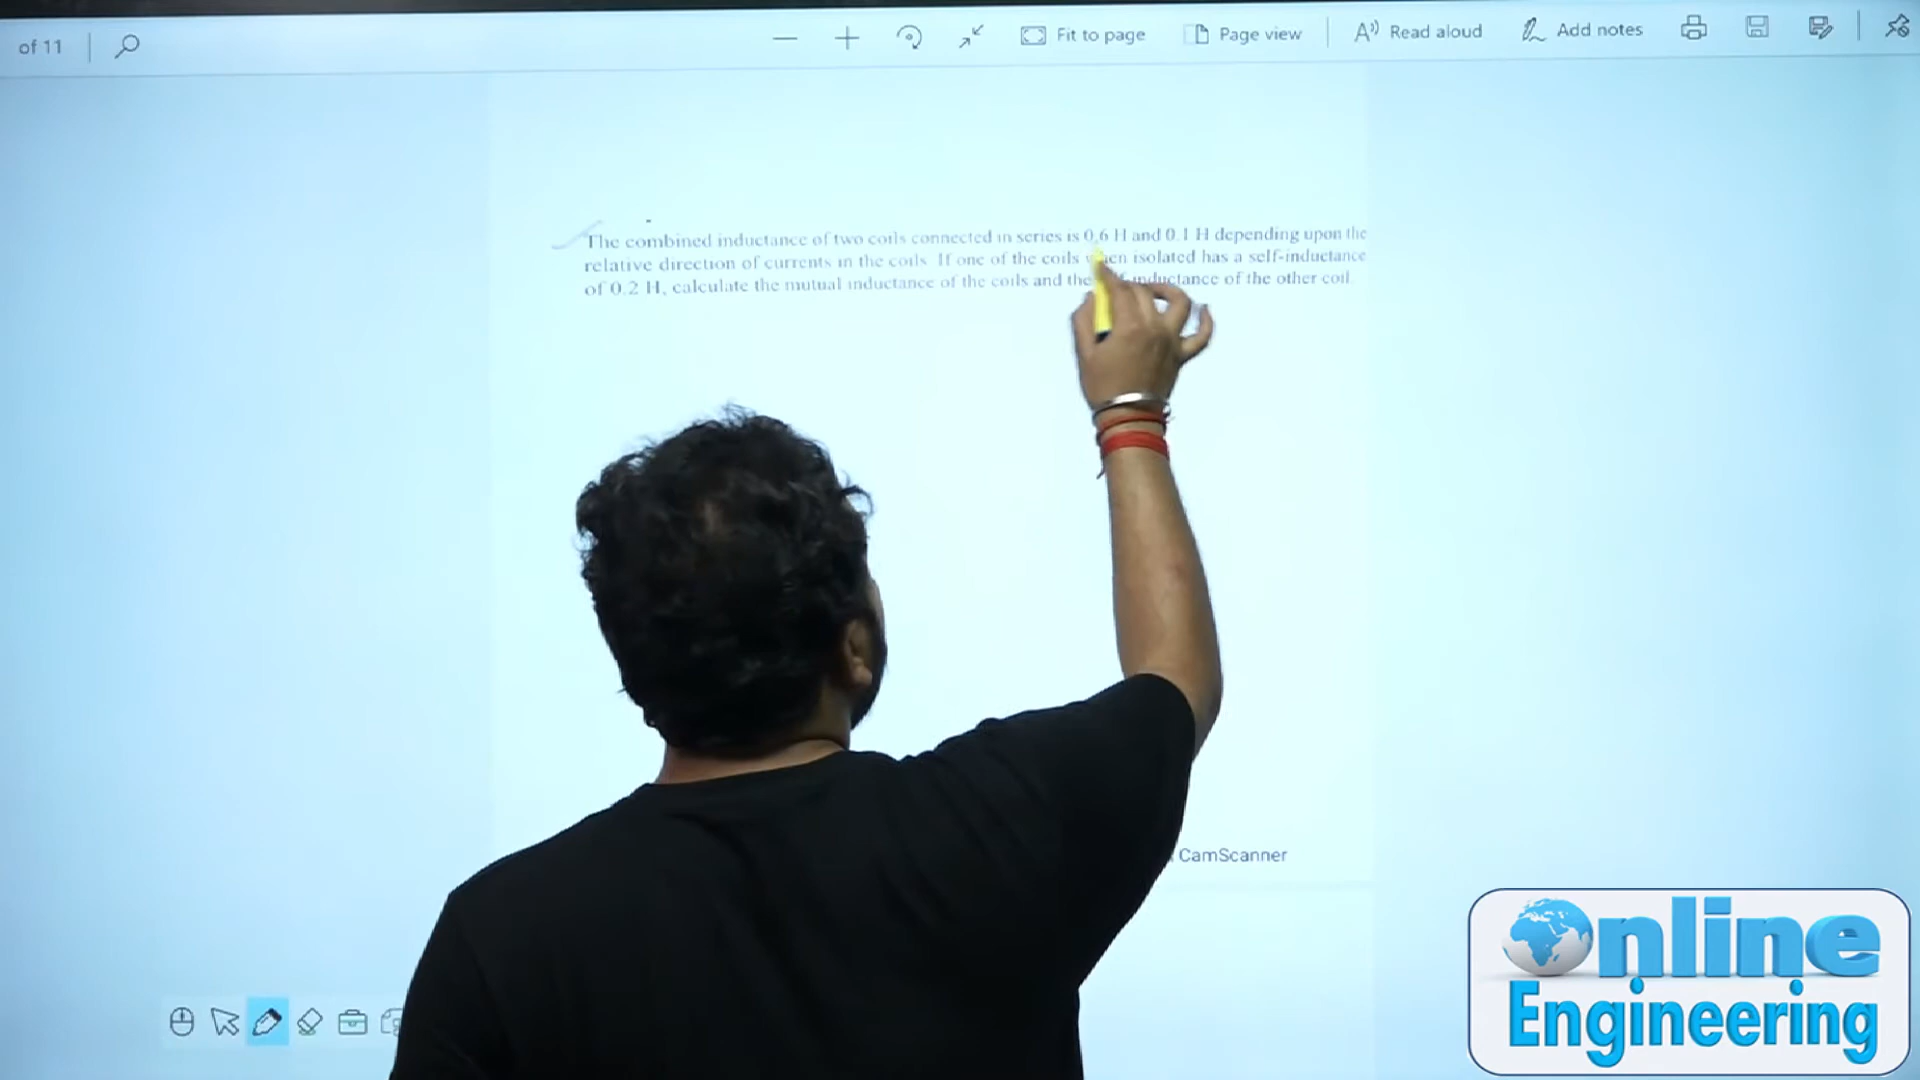 of 11
Fit to page
Page view
Read aloud
Add notes
The combined inductance of two coils connected in series is 0.6 H and 0.1 H depending upon the
relative direction of currents in the coils. If one of the coils when isolated has a self-inductance
of 0.2 H, calculate the mutual inductance of the coils and the inductance of the other coil.
CamScanner
Online
Engineering